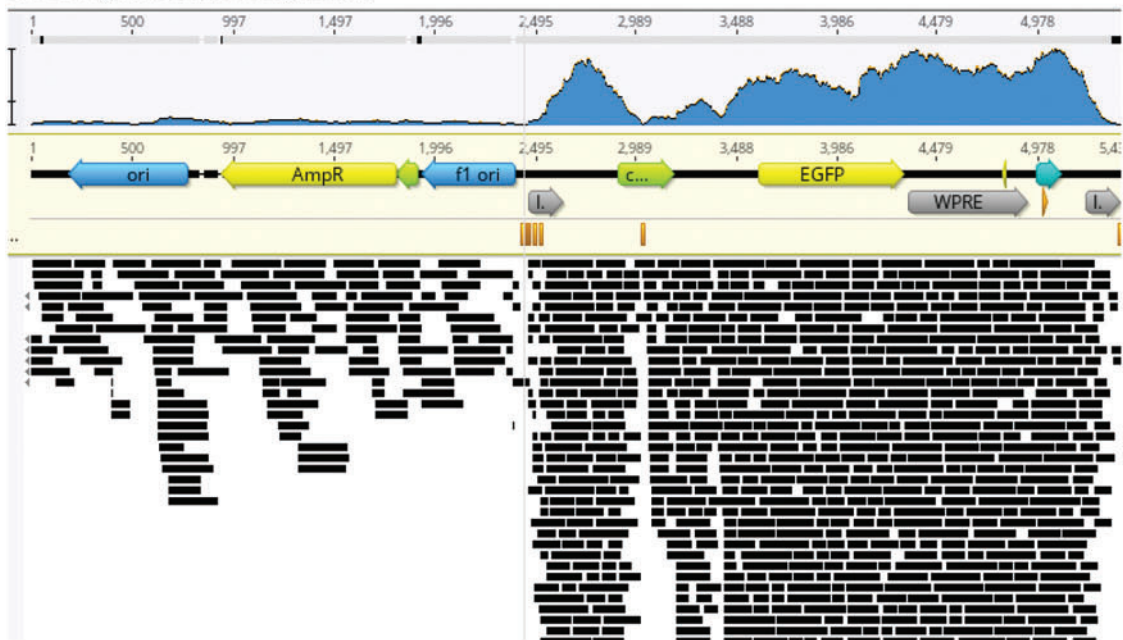 1 500 997 1,497 1,996 2,495 2,989 3,488 3,986 4,479 4,978
1 500 997 1,497 1,996 2,495 2,989 3,488 3,986 4,479 4,978 5,43
ori AmpR f1 ori c... EGFP
I. WPRE I.
..